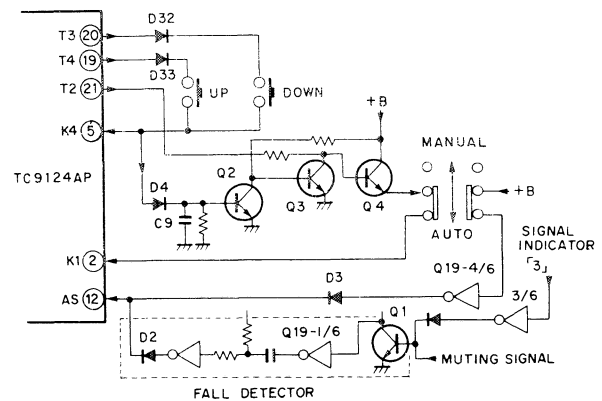 D32
T3 20
T4 19
D33
T2 21
UP
DOWN
+B
K4 5
MANUAL
TC9124AP
D4
Q2
Q3
Q4
+B
C9
AUTO
SIGNAL
INDICATOR
「3」
K1 2
Q19-4/6
D3
3/6
AS 12
Q1
D2
Q19-1/6
MUTING SIGNAL
FALL DETECTOR